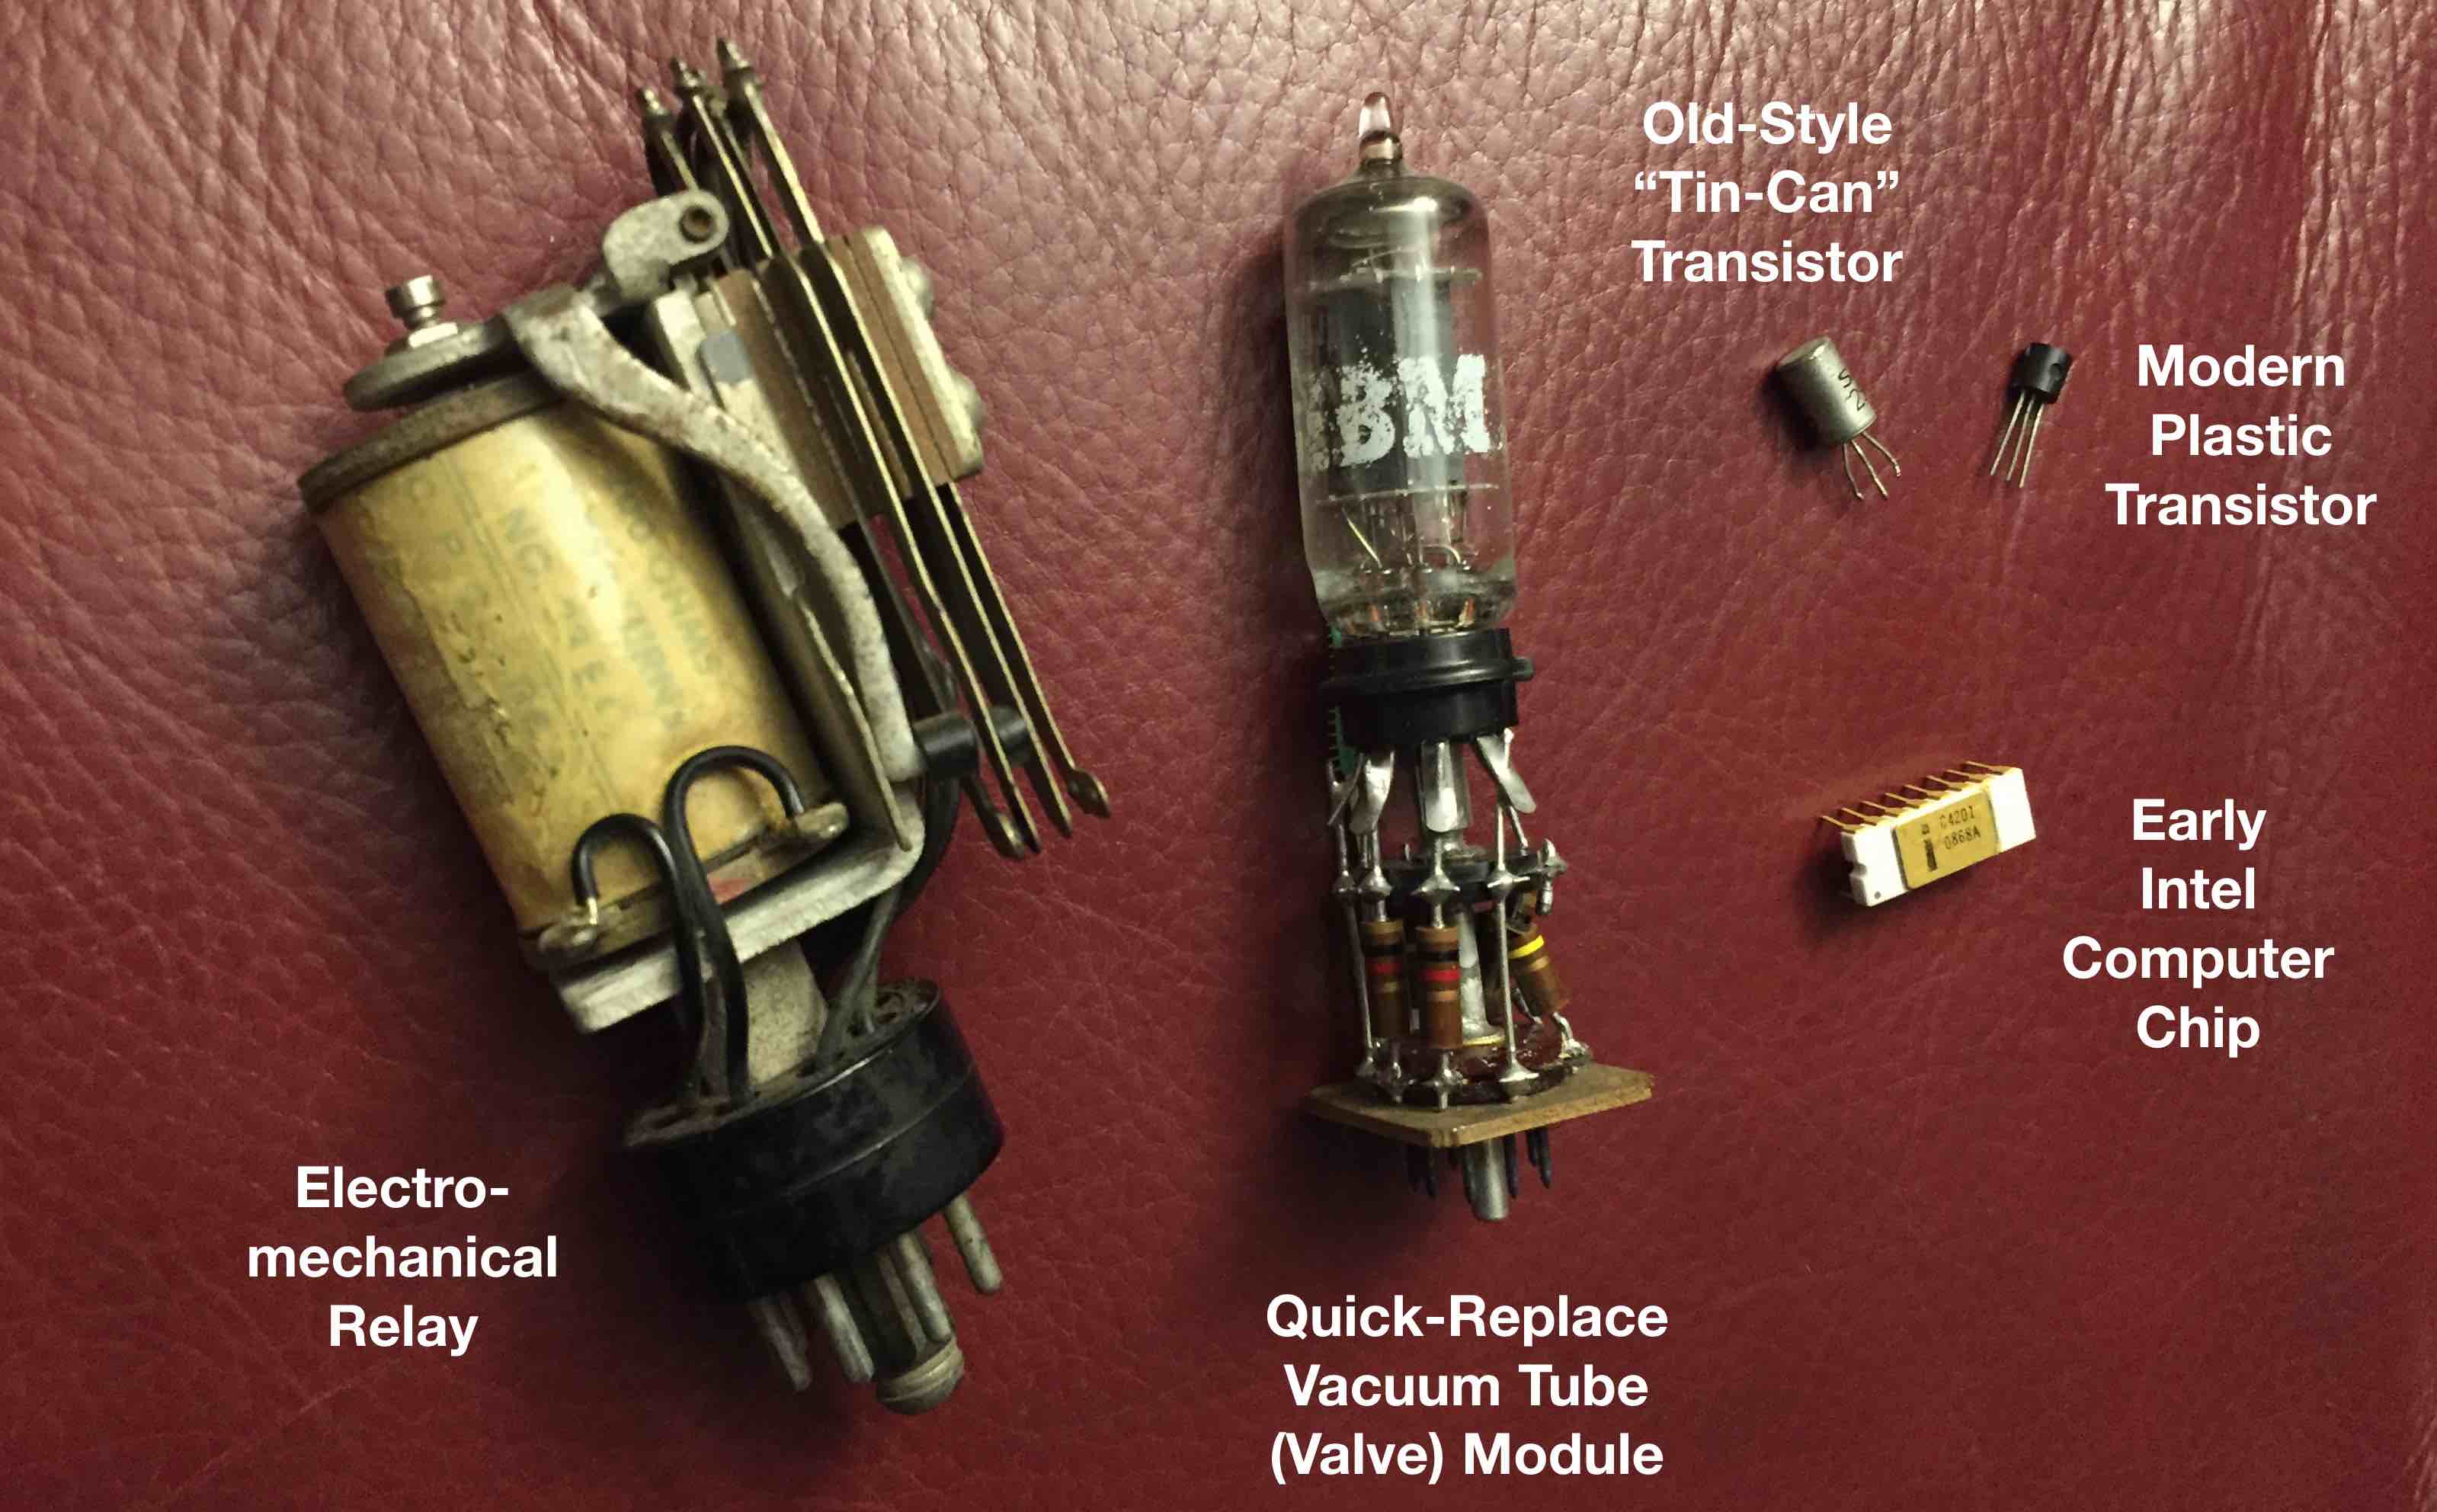 Old-Style
“Tin-Can”
Transistor
Modern
Plastic
Transistor
Early
Intel
Computer
Chip
Electro-
mechanical
Relay
Quick-Replace
Vacuum Tube
(Valve) Module
IBM
C4201
0868A
OHMS